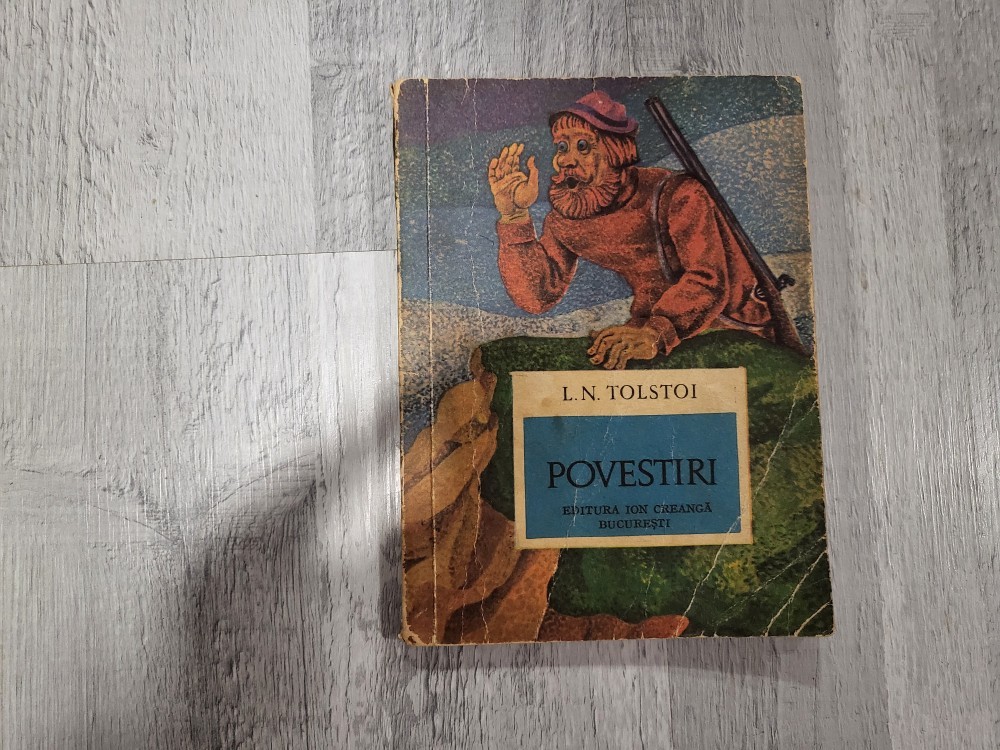 L. N. TOLSTOI
POVESTIRI
EDITURA ION CREANGĂ
BUCUREȘTI